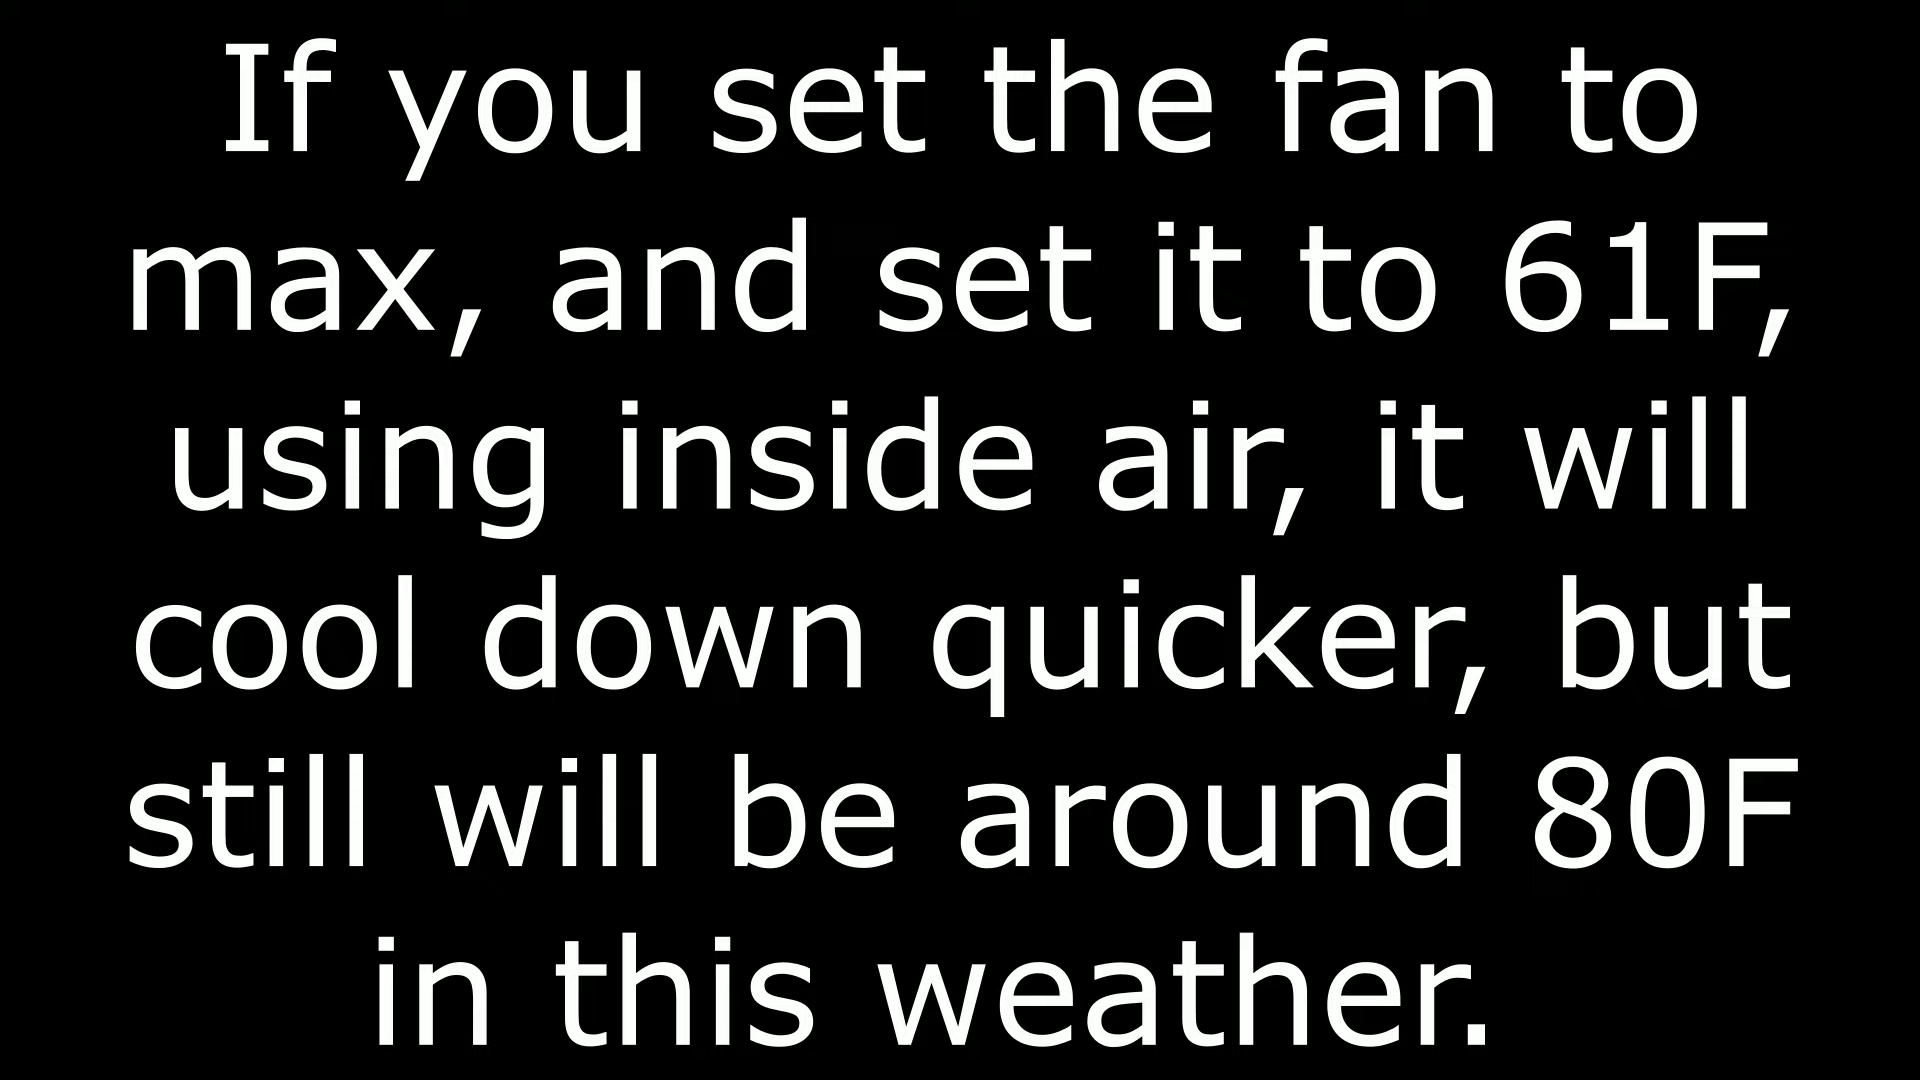 If you set the fan to
max, and set it to 61F,
using inside air, it will
cool down quicker, but
still will be around 80F
in this weather.